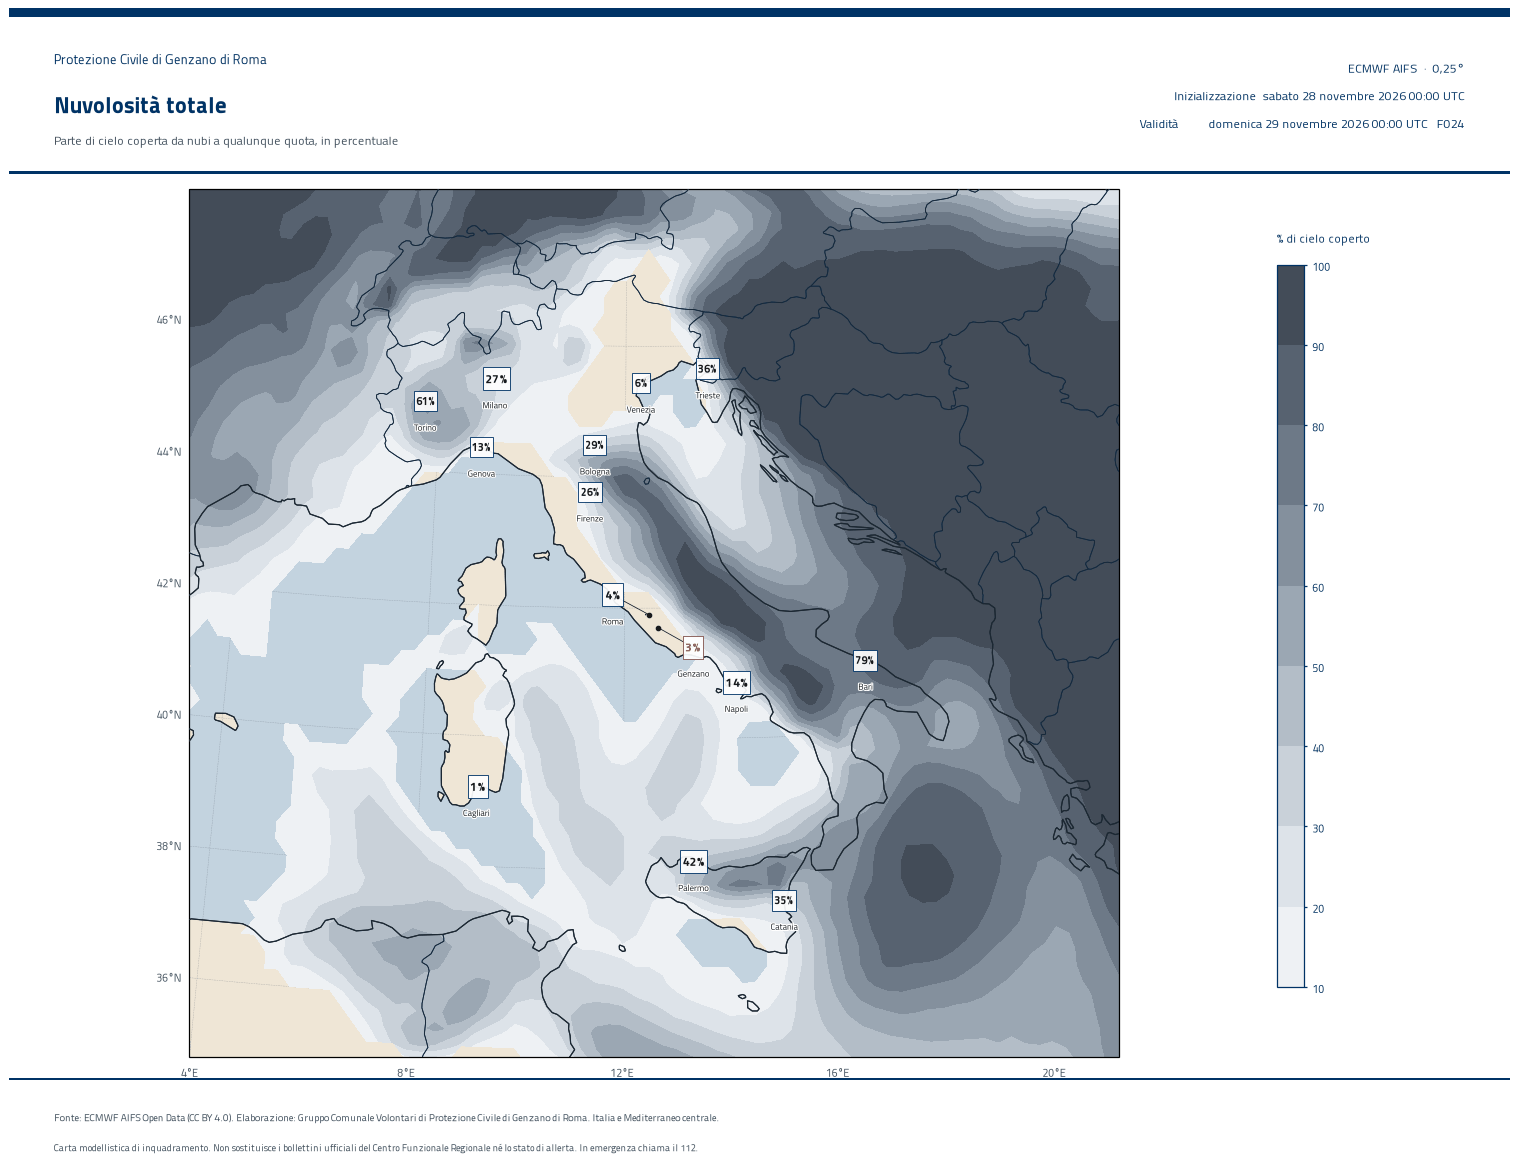 Protezione Civile di Genzano di Roma
Nuvolosità totale
Parte di cielo coperta da nubi a qualunque quota, in percentuale
ECMWF AIFS · 0,25°
Inizializzazione sabato 28 novembre 2026 00:00 UTC
Validità domenica 29 novembre 2026 00:00 UTC F024
% di cielo coperto
100
90
80
70
60
50
40
30
20
10
46°N
44°N
42°N
40°N
38°N
36°N
4°E
8°E
12°E
16°E
20°E
36%
Trieste
6%
Venezia
27%
Milano
61%
Torino
13%
Genova
29%
Bologna
26%
Firenze
4%
Roma
3%
Genzano
14%
Napoli
79%
Bari
1%
Cagliari
42%
Palermo
35%
Catania
Fonte: ECMWF AIFS Open Data (CC BY 4.0). Elaborazione: Gruppo Comunale Volontari di Protezione Civile di Genzano di Roma. Italia e Mediterraneo centrale.
Carta modellistica di inquadramento. Non sostituisce i bollettini ufficiali del Centro Funzionale Regionale né lo stato di allerta. In emergenza chiama il 112.